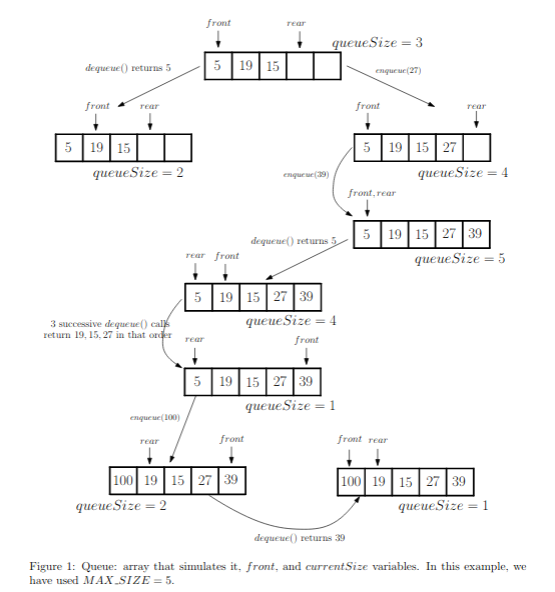 front rear
queueSize = 3
dequeue() returns 5
5 19 15
enqueue(27)
front rear
front rear
5 19 15
5 19 15 27
queueSize = 2
queueSize = 4
enqueue(39)
front, rear
5 19 15 27 39
dequeue() returns 5
queueSize = 5
rear front
5 19 15 27 39
queueSize = 4
3 successive dequeue() calls
return 19, 15, 27 in that order
rear front
5 19 15 27 39
queueSize = 1
enqueue(100)
rear front
front rear
100 19 15 27 39
100 19 15 27 39
queueSize = 2
queueSize = 1
dequeue() returns 39
Figure 1: Queue: array that simulates it, front, and currentSize variables. In this example, we
have used MAX_SIZE = 5.